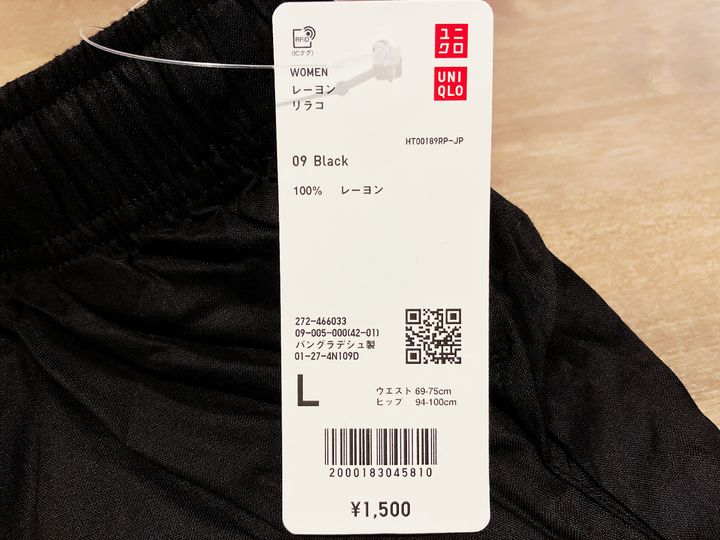 RFID
(ICタグ)
ユニ
クロ
UNI
QLO
WOMEN
レーヨン
リラコ
HT00189RP-JP
09 Black
100% レーヨン
272-466033
09-005-000(42-01)
バングラデシュ製
01-27-4N109D
L
ウエスト 69-75cm
ヒップ 94-100cm
2000183045810
¥1,500